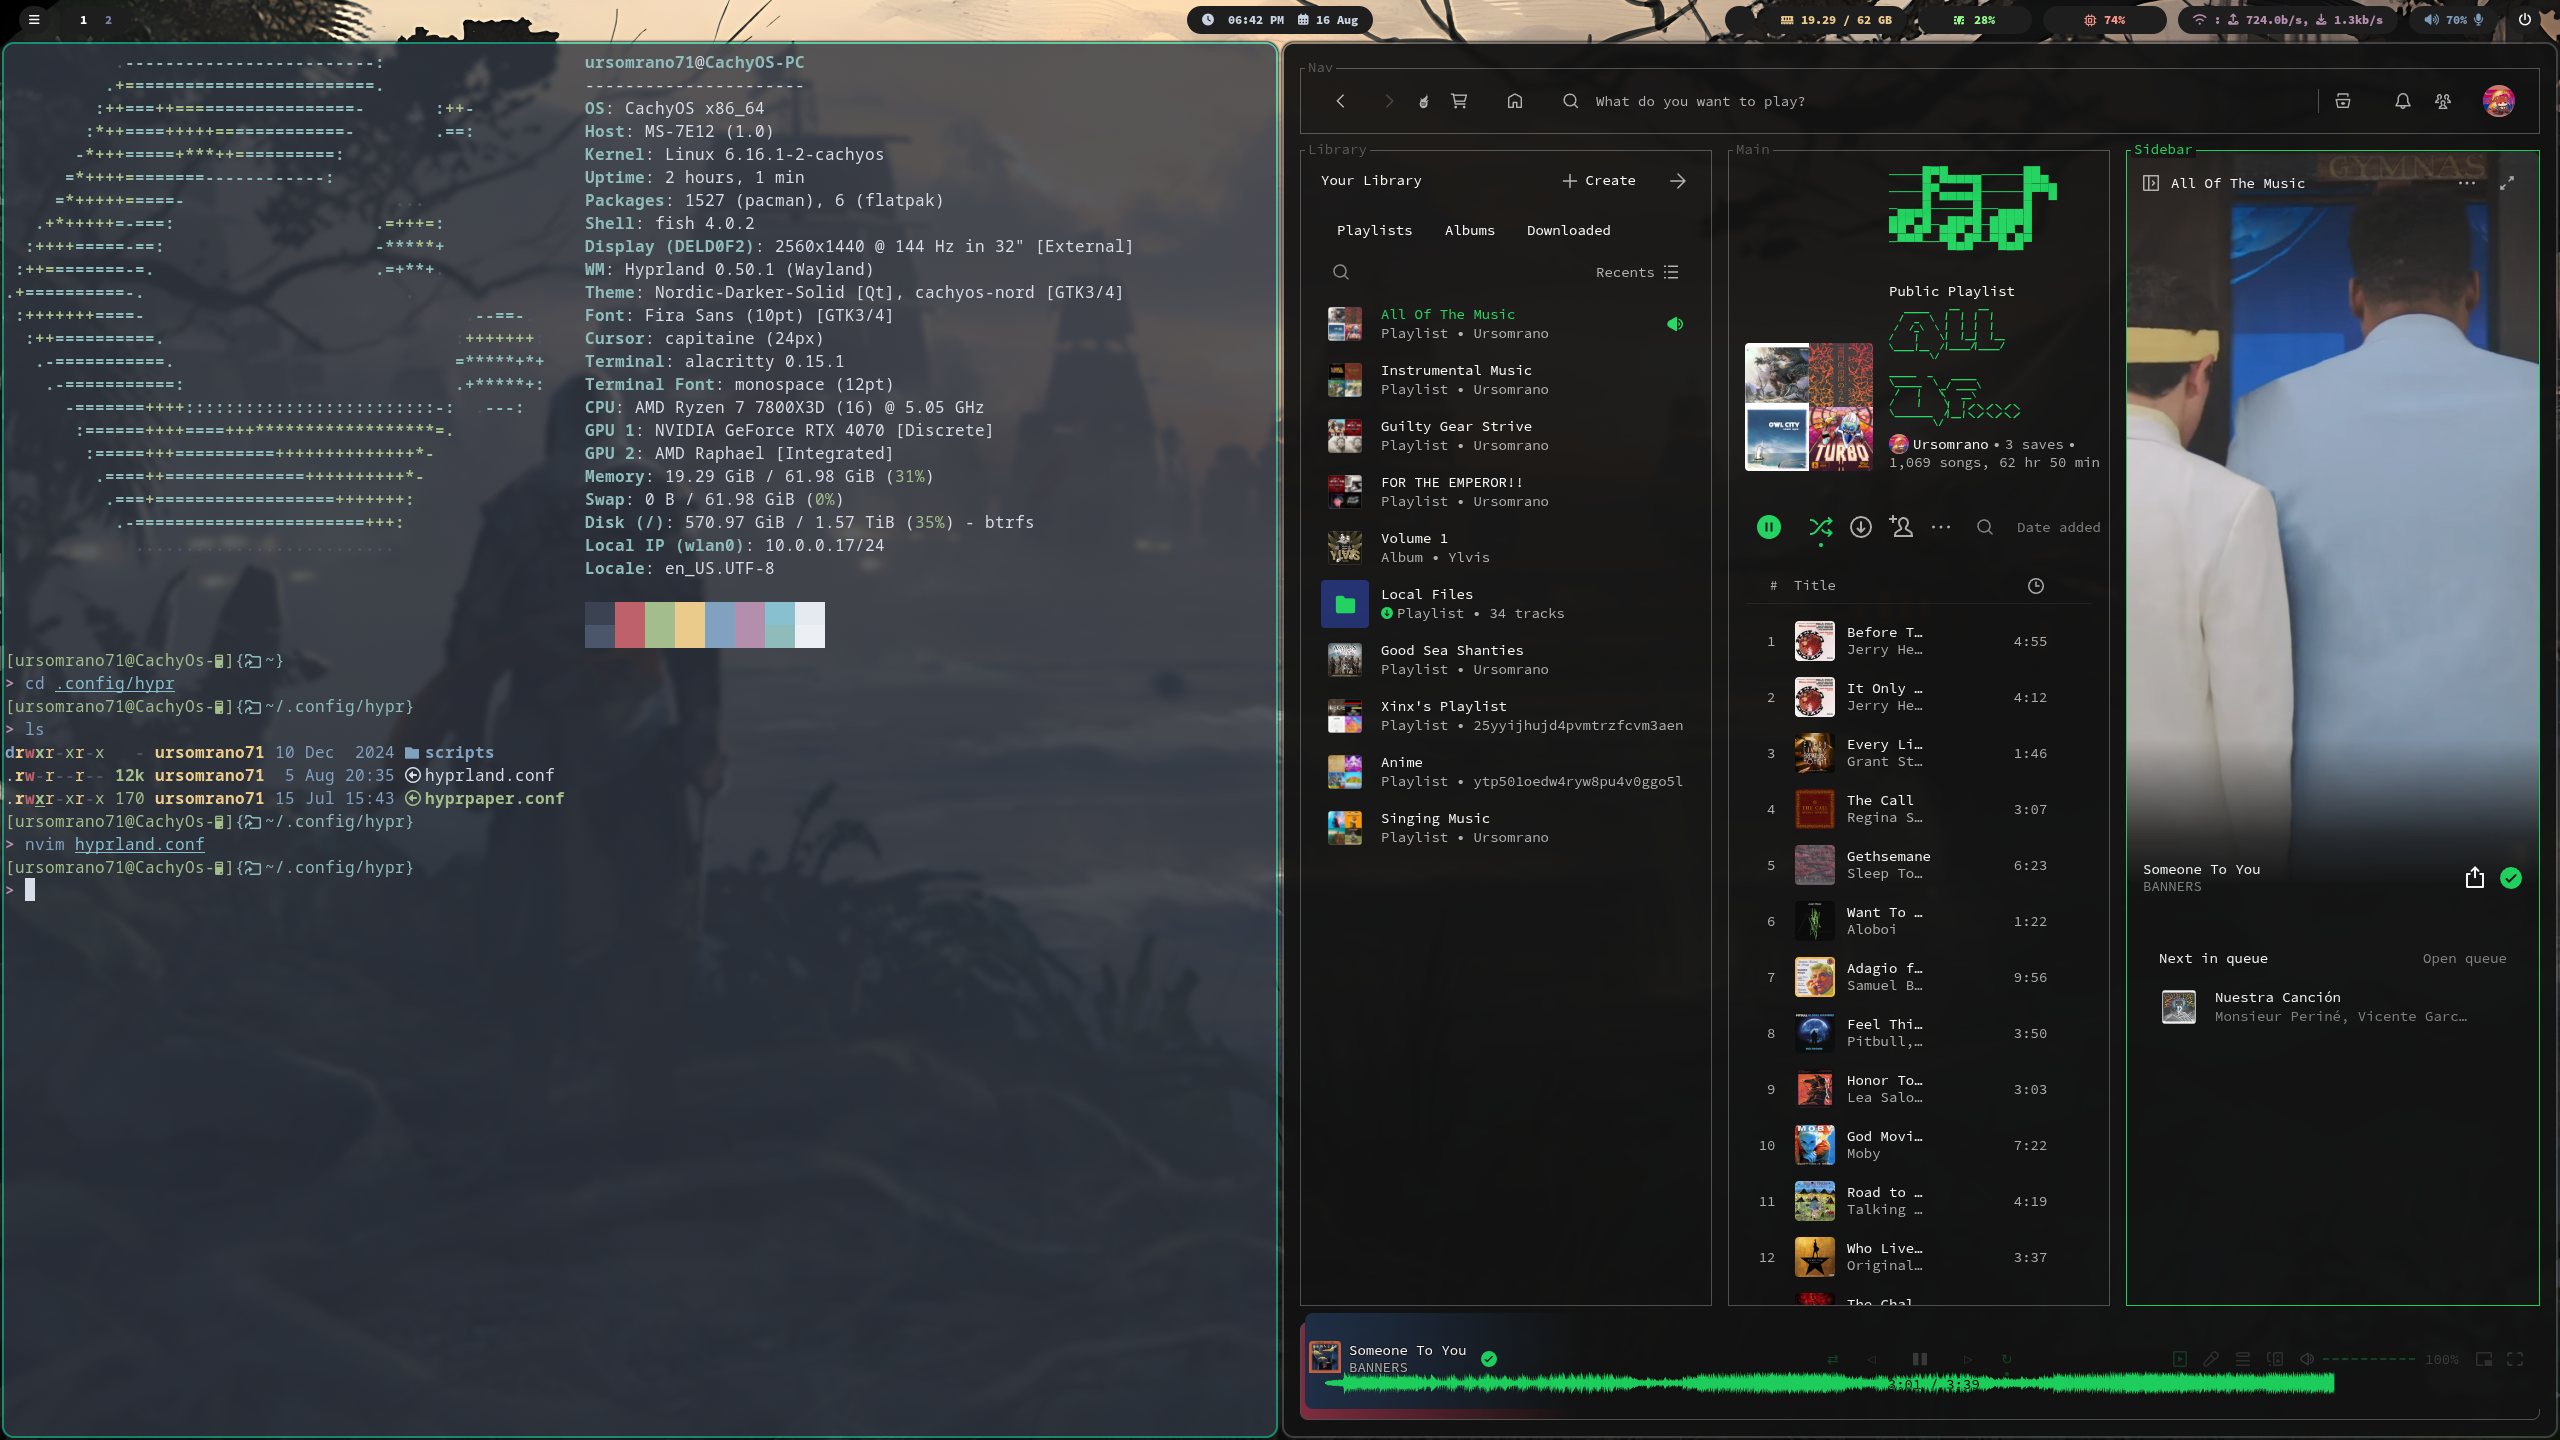 1 2
06:42 PM 16 Aug
19.29 / 62 GB
28%
74%
: 724.0b/s, 1.3kb/s
70%
ursomrano71@CachyOS-PC
----------------------
OS: CachyOS x86_64
Host: MS-7E12 (1.0)
Kernel: Linux 6.16.1-2-cachyos
Uptime: 2 hours, 1 min
Packages: 1527 (pacman), 6 (flatpak)
Shell: fish 4.0.2
Display (DELD0F2): 2560x1440 @ 144 Hz in 32" [External]
WM: Hyprland 0.50.1 (Wayland)
Theme: Nordic-Darker-Solid [Qt], cachyos-nord [GTK3/4]
Font: Fira Sans (10pt) [GTK3/4]
Cursor: capitaine (24px)
Terminal: alacritty 0.15.1
Terminal Font: monospace (12pt)
CPU: AMD Ryzen 7 7800X3D (16) @ 5.05 GHz
GPU 1: NVIDIA GeForce RTX 4070 [Discrete]
GPU 2: AMD Raphael [Integrated]
Memory: 19.29 GiB / 61.98 GiB (31%)
Swap: 0 B / 61.98 GiB (0%)
Disk (/): 570.97 GiB / 1.57 TiB (35%) - btrfs
Local IP (wlan0): 10.0.0.17/24
Locale: en_US.UTF-8
[ursomrano71@CachyOs-]{~}
> cd .config/hypr
[ursomrano71@CachyOs-]{~/.config/hypr}
> ls
drwxr-xr-x - ursomrano71 10 Dec 2024 scripts
.rw-r--r-- 12k ursomrano71 5 Aug 20:35 hyprland.conf
.rwxr-xr-x 170 ursomrano71 15 Jul 15:43 hyprpaper.conf
[ursomrano71@CachyOs-]{~/.config/hypr}
> nvim hyprland.conf
[ursomrano71@CachyOs-]{~/.config/hypr}
>
Nav
What do you want to play?
Library
Your Library
Create
Playlists Albums Downloaded
Recents
All Of The Music
Playlist • Ursomrano
Instrumental Music
Playlist • Ursomrano
Guilty Gear Strive
Playlist • Ursomrano
FOR THE EMPEROR!!
Playlist • Ursomrano
Volume 1
Album • Ylvis
Local Files
Playlist • 34 tracks
Good Sea Shanties
Playlist • Ursomrano
Xinx's Playlist
Playlist • 25yyijhujd4pvmtrzfcvm3aen
Anime
Playlist • ytp501oedw4ryw8pu4v0ggo5l
Singing Music
Playlist • Ursomrano
Main
Public Playlist
OWL CITY
TURBO
Ursomrano • 3 saves •
1,069 songs, 62 hr 50 min
Date added
# Title
1 Before T… 4:55
Jerry He…
2 It Only … 4:12
Jerry He…
3 Every Li… 1:46
Grant St…
4 The Call 3:07
Regina S…
5 Gethsemane 6:23
Sleep To…
6 Want To … 1:22
Aloboi
7 Adagio f… 9:56
Samuel B…
8 Feel Thi… 3:50
Pitbull,…
9 Honor To… 3:03
Lea Salo…
10 God Movi… 7:22
Moby
11 Road to … 4:19
Talking …
12 Who Live… 3:37
Original…
The Chal
Sidebar
GYMNAS
All Of The Music
Someone To You
BANNERS
Next in queue
Open queue
Nuestra Canción
Monsieur Periné, Vicente Garc…
Someone To You
BANNERS
3:01 / 3:39
100%